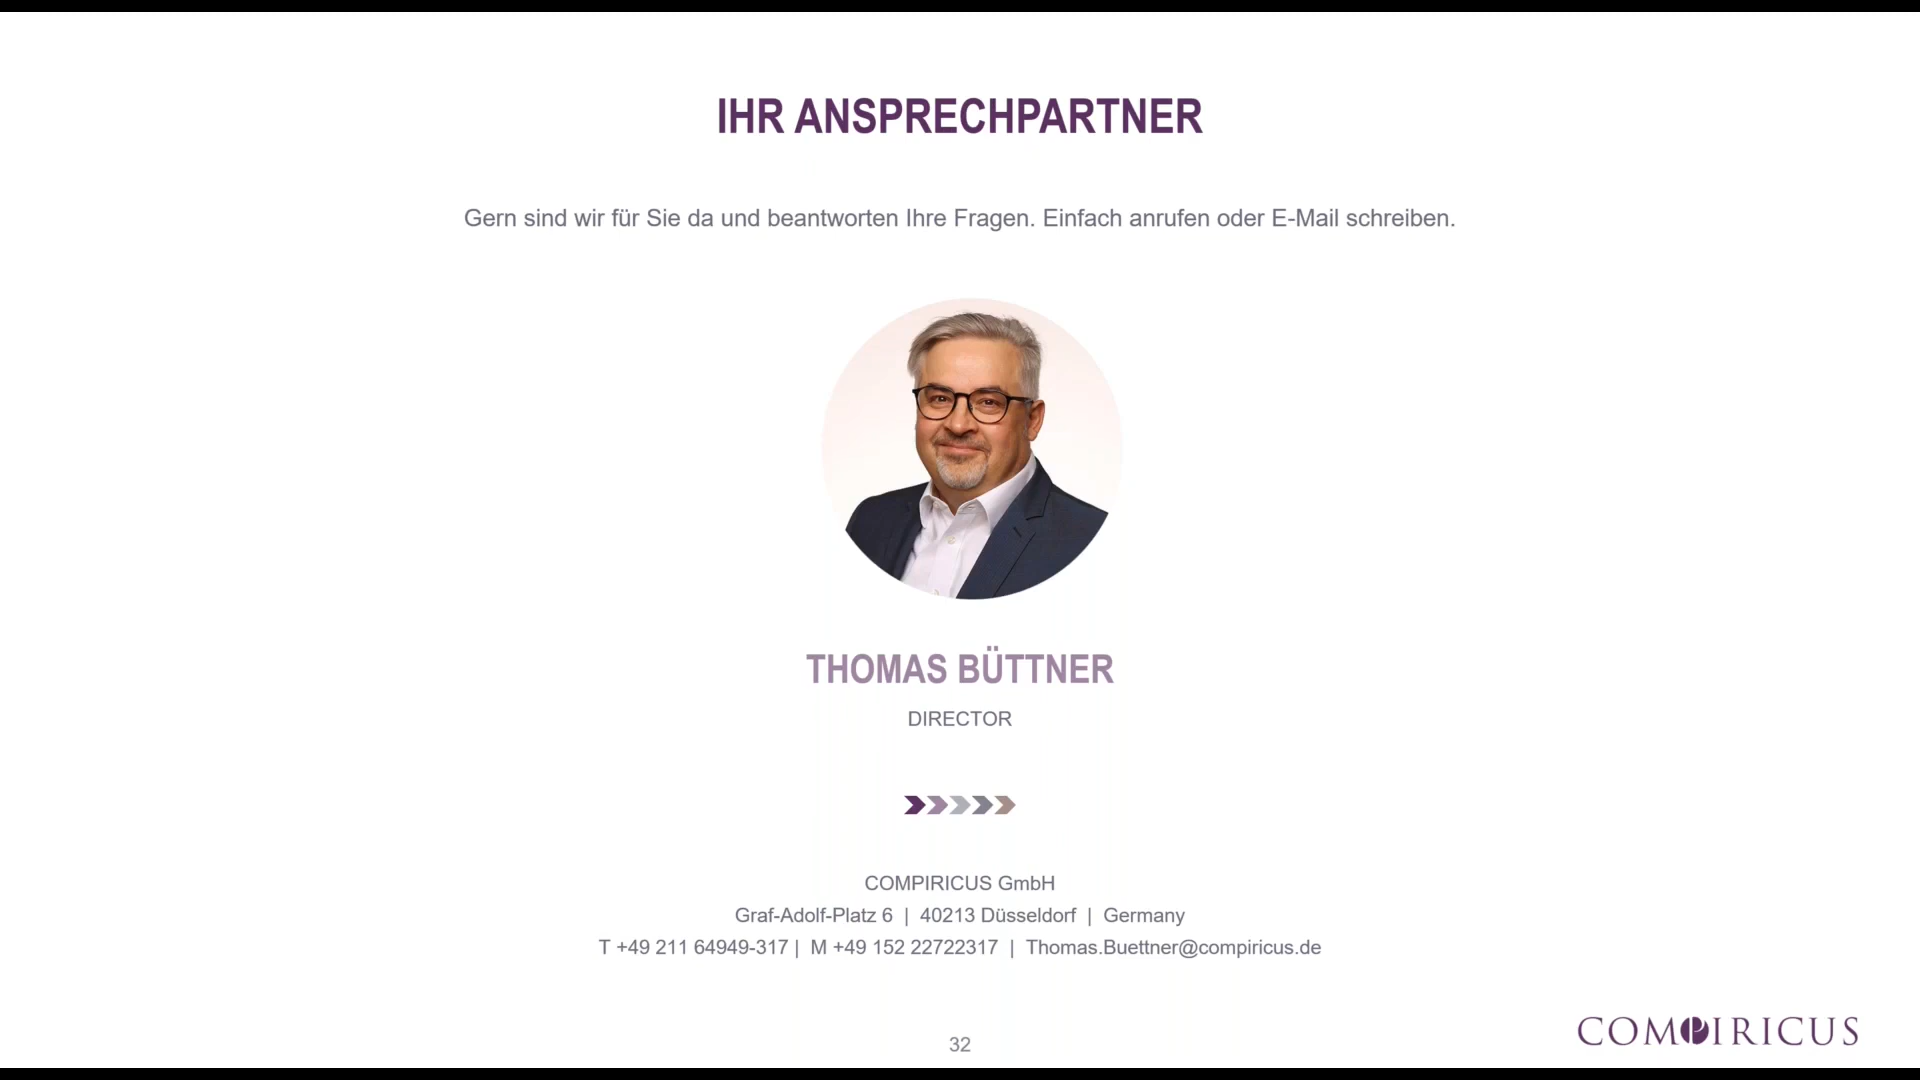 IHR ANSPRECHPARTNER
Gern sind wir für Sie da und beantworten Ihre Fragen. Einfach anrufen oder E-Mail schreiben.
THOMAS BÜTTNER
DIRECTOR
COMPIRICUS GmbH
Graf-Adolf-Platz 6 | 40213 Düsseldorf | Germany
T +49 211 64949-317 | M +49 152 22722317 | Thomas.Buettner@compiricus.de
32
COMPIRICUS